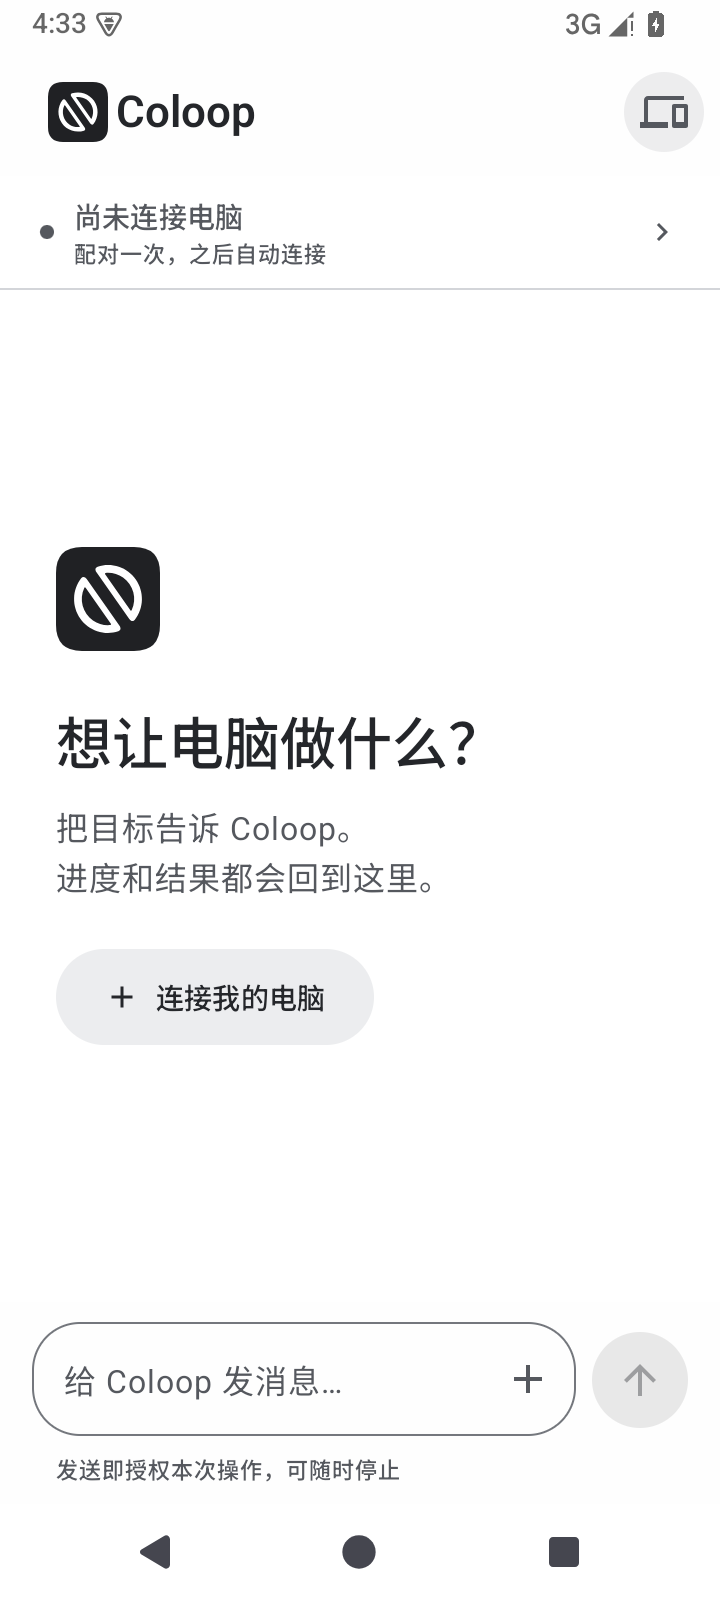 4:33
3G
Coloop
尚未连接电脑
配对一次，之后自动连接
想让电脑做什么？
把目标告诉 Coloop。
进度和结果都会回到这里。
连接我的电脑
给 Coloop 发消息…
发送即授权本次操作，可随时停止